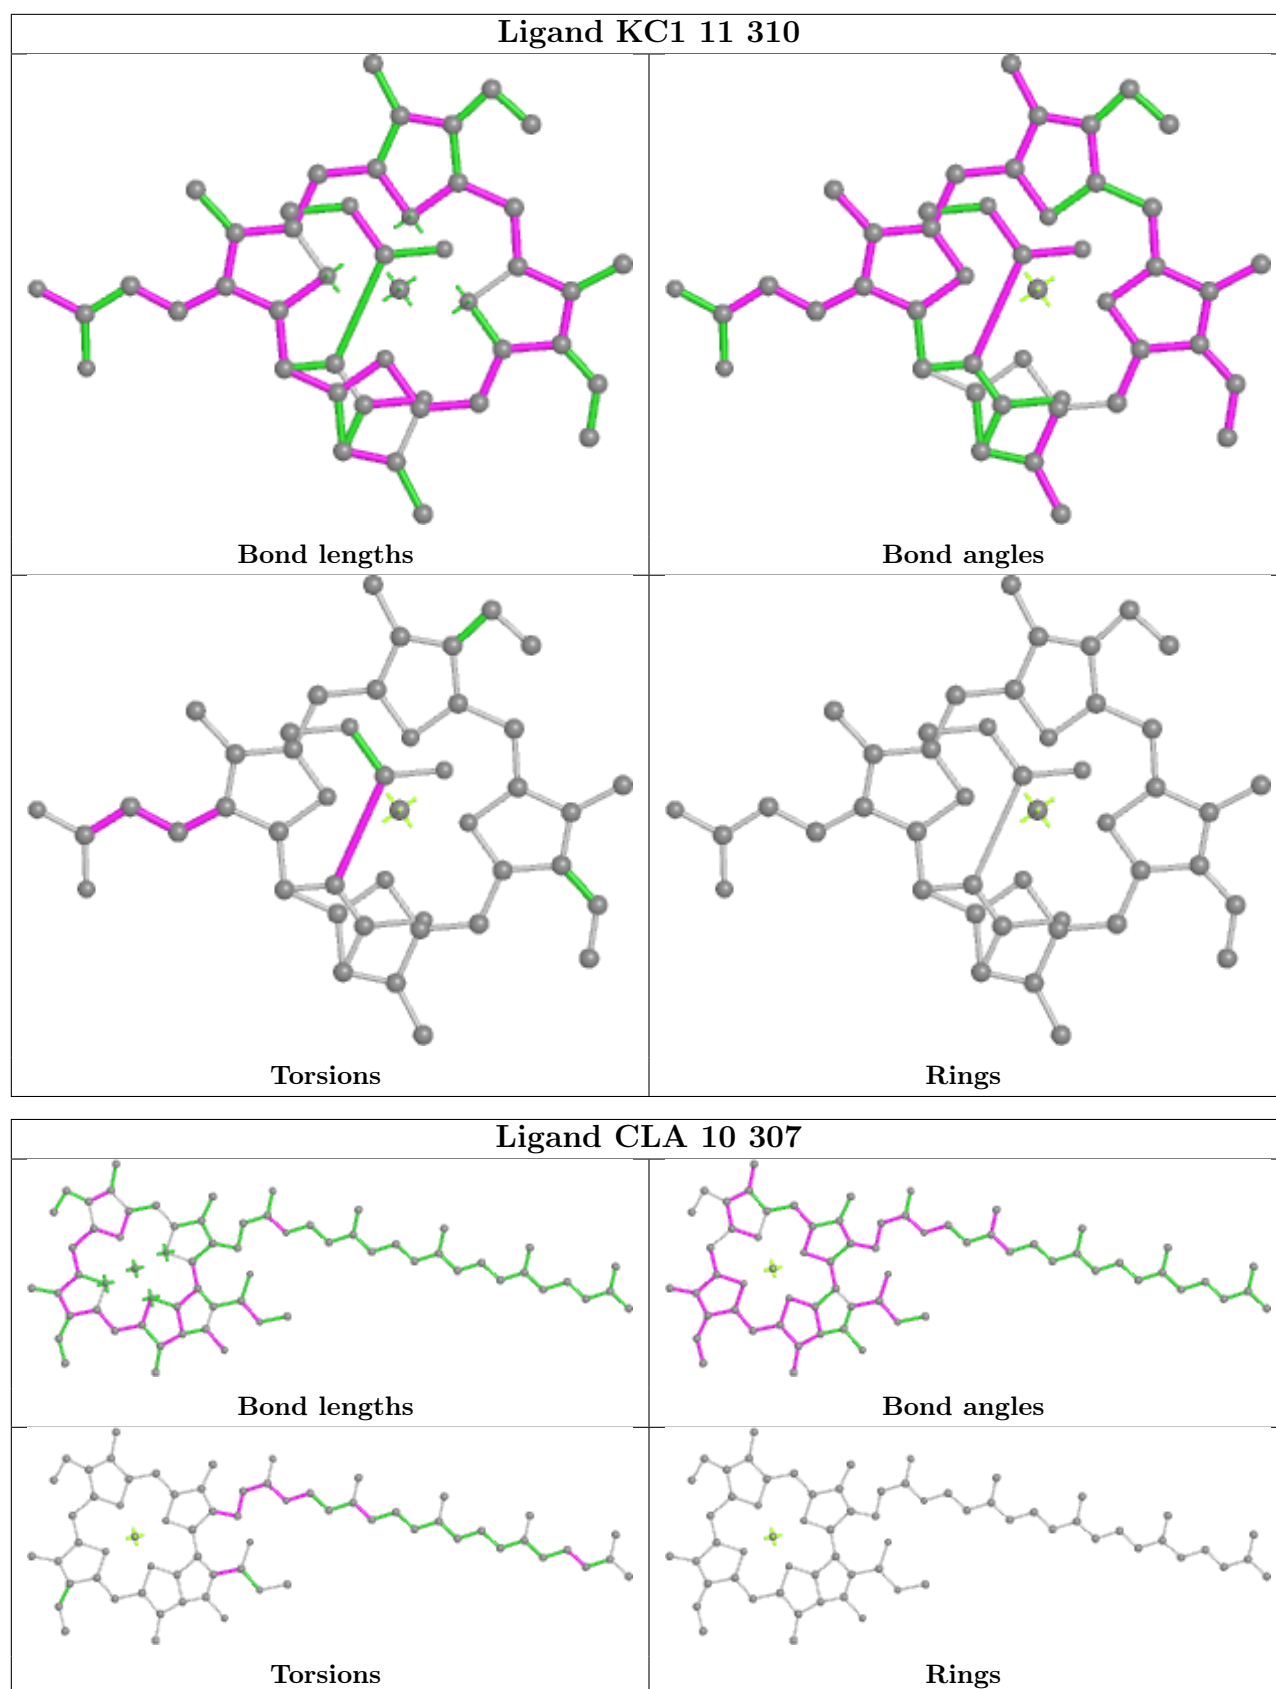 Ligand KC1 11 310
Bond lengths
Bond angles
Torsions
Rings
Ligand CLA 10 307
Bond lengths
Bond angles
Torsions
Rings